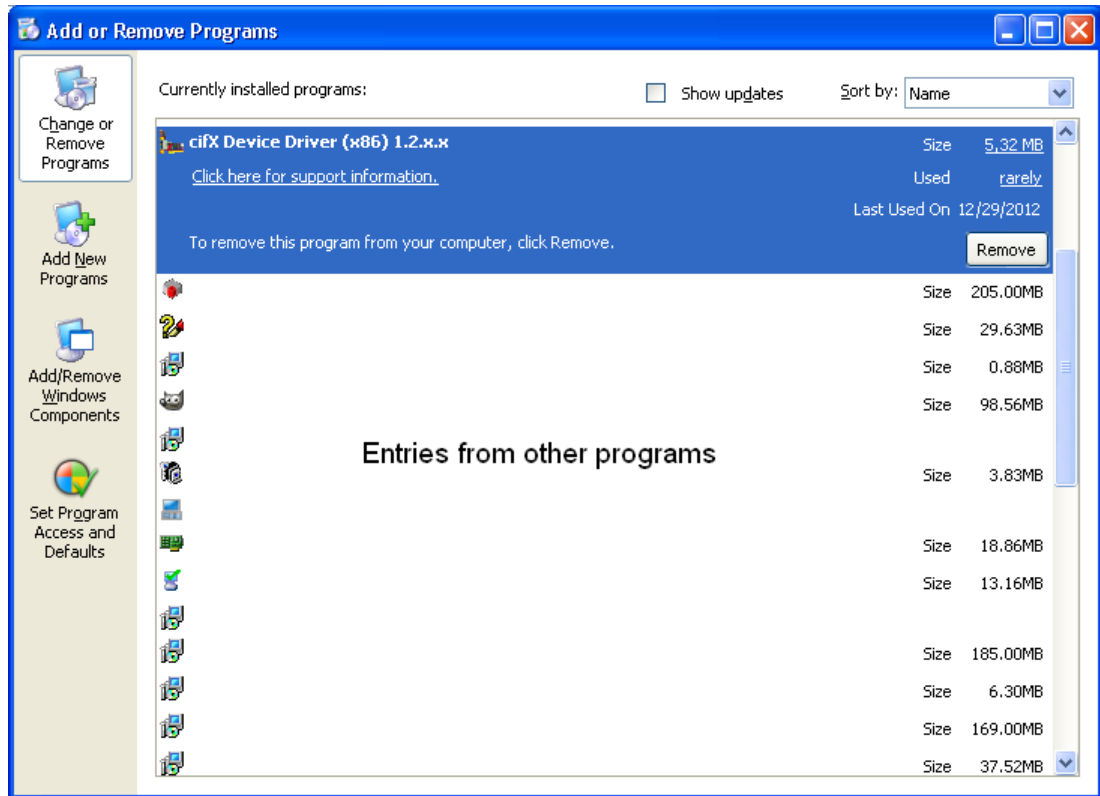 Add or Remove Programs
Change or
Remove
Programs
Add New
Programs
Add/Remove
Windows
Components
Set Program
Access and
Defaults
Currently installed programs:
Show updates
Sort by: Name
cifX Device Driver (x86) 1.2.x.x Size 5,32 MB
Click here for support information. Used rarely
Last Used On 12/29/2012
To remove this program from your computer, click Remove. Remove
Size 205.00MB
Size 29.63MB
Size 0.88MB
Size 98.56MB
Entries from other programs
Size 3.83MB
Size 18.86MB
Size 13.16MB
Size 185.00MB
Size 6.30MB
Size 169.00MB
Size 37.52MB